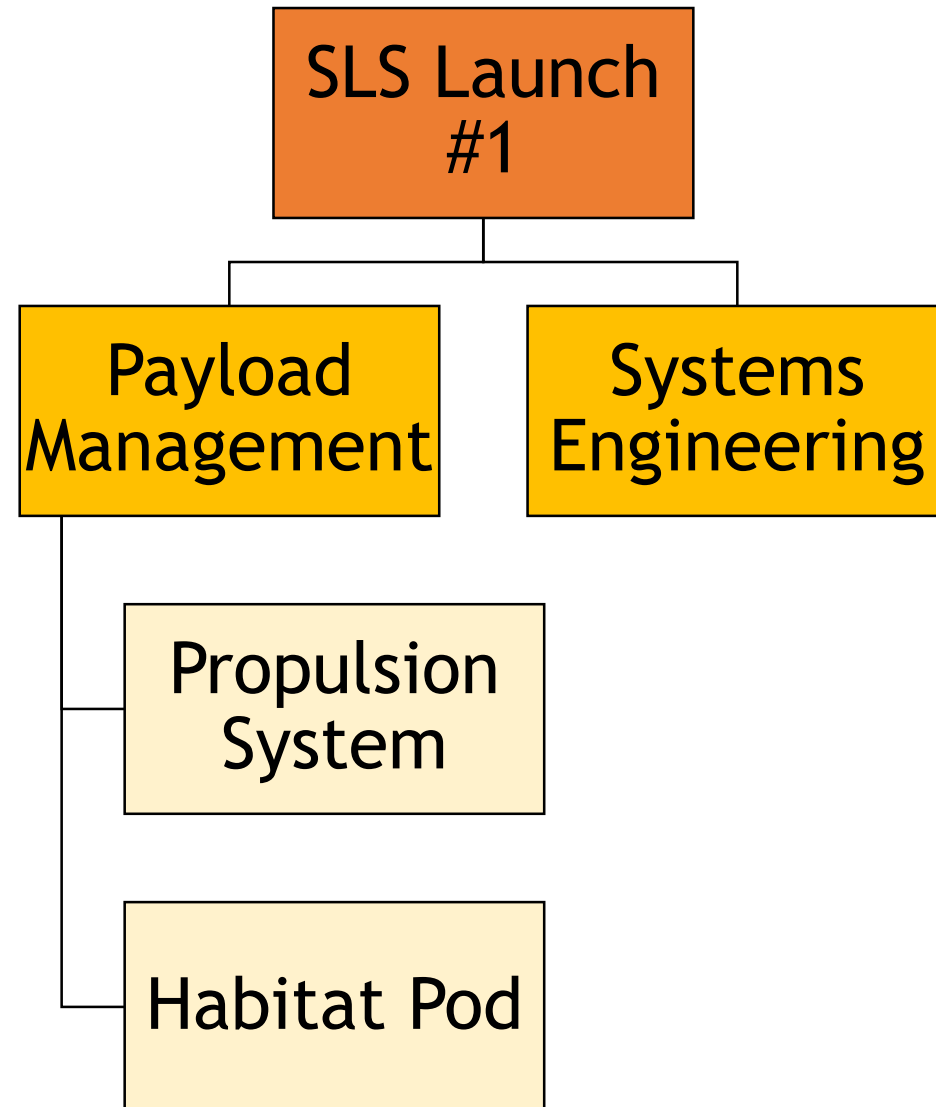 SLS Launch
#1
Payload
Management
Systems
Engineering
Propulsion
System
Habitat Pod